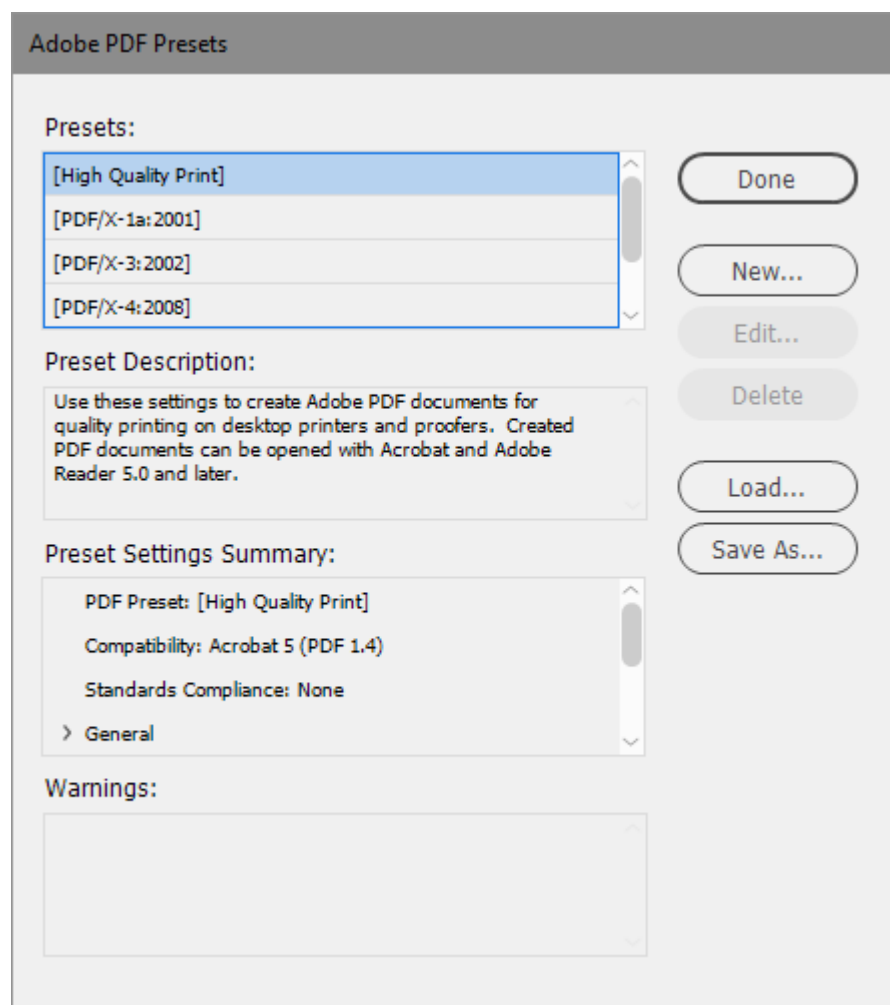 Adobe PDF Presets
Presets:
[High Quality Print]
[PDF/X-1a:2001]
[PDF/X-3:2002]
[PDF/X-4:2008]
Done
New...
Edit...
Delete
Load...
Save As...
Preset Description:
Use these settings to create Adobe PDF documents for
quality printing on desktop printers and proofers.  Created
PDF documents can be opened with Acrobat and Adobe
Reader 5.0 and later.
Preset Settings Summary:
PDF Preset: [High Quality Print]
Compatibility: Acrobat 5 (PDF 1.4)
Standards Compliance: None
General
Warnings: